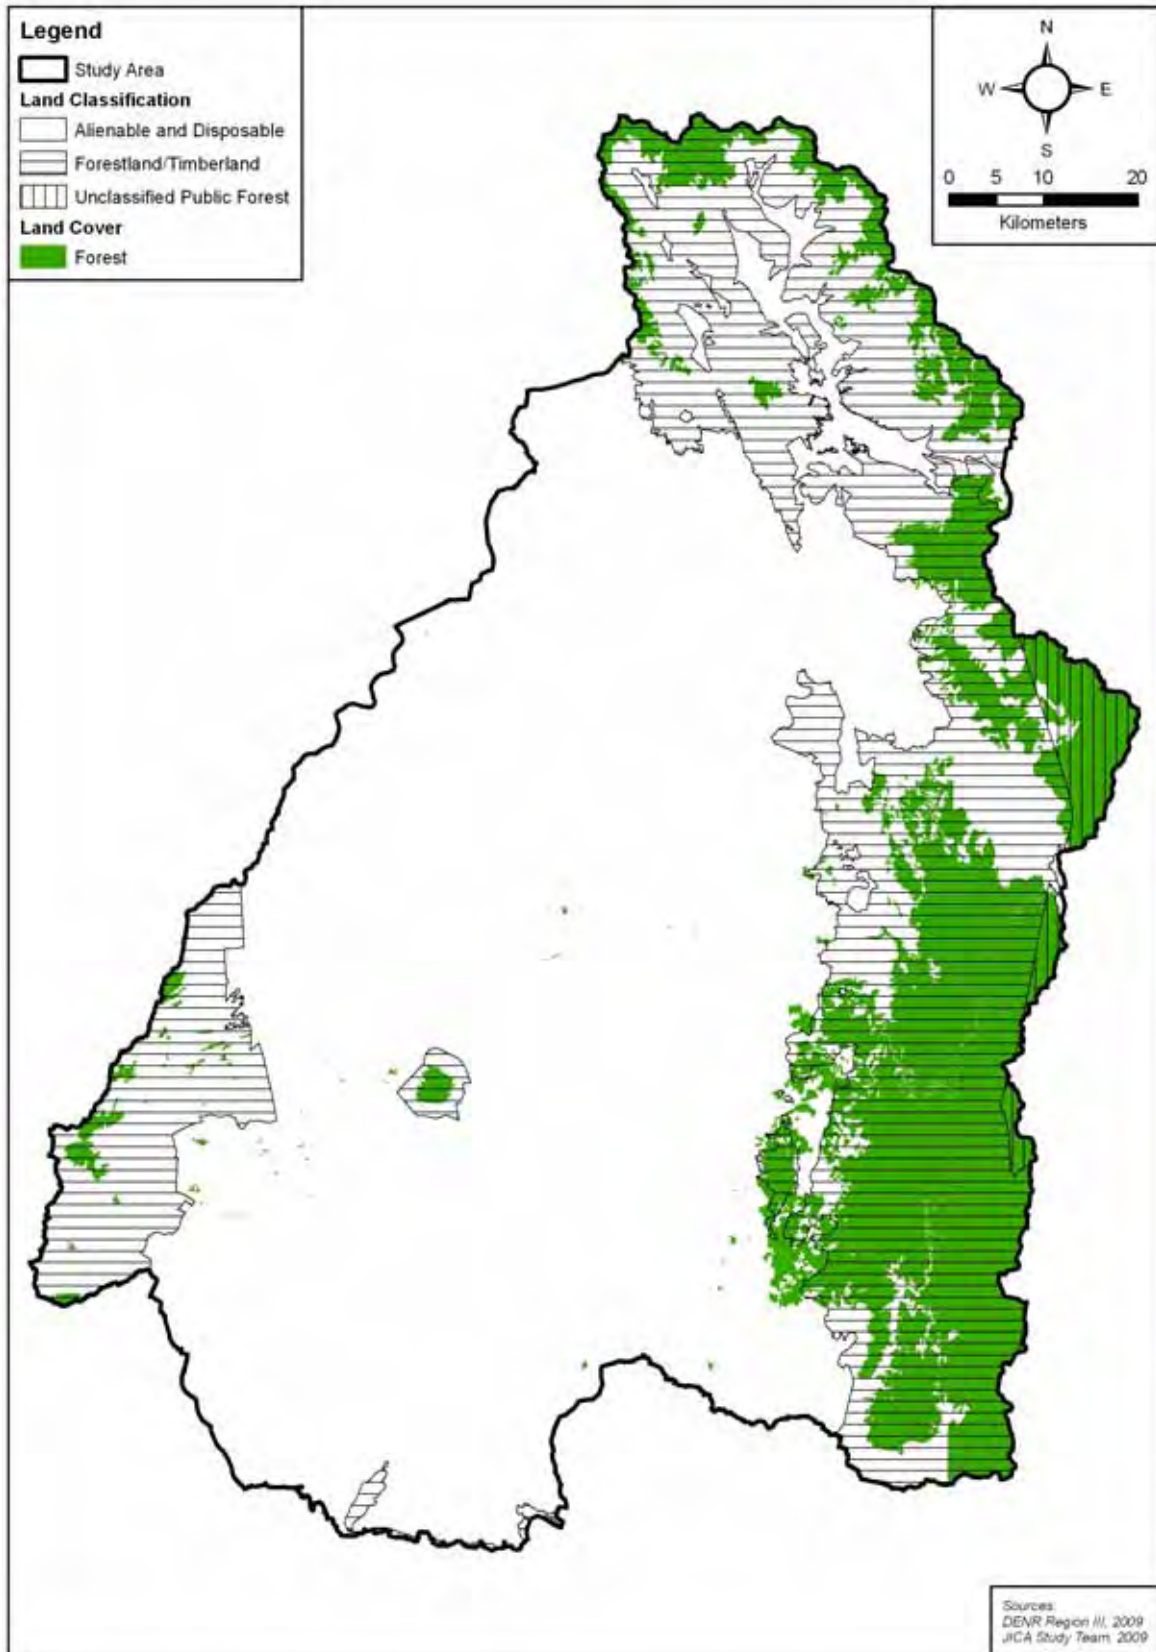 Legend
Study Area
Land Classification
Alienable and Disposable
Forestland/Timberland
Unclassified Public Forest
Land Cover
Forest
N
W E
S
0 5 10 20
Kilometers
Sources:
DENR Region III, 2009
JICA Study Team, 2009